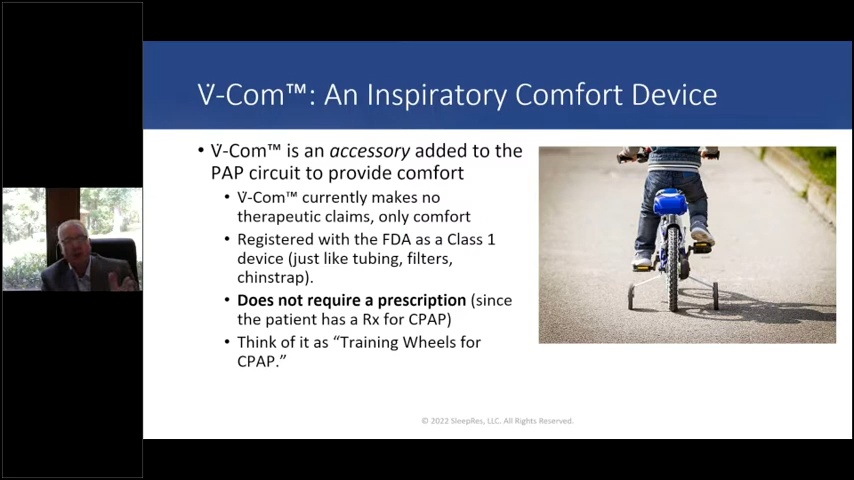 V̇-Com™: An Inspiratory Comfort Device
• V̇-Com™ is an accessory added to the
PAP circuit to provide comfort
• V̇-Com™ currently makes no
therapeutic claims, only comfort
• Registered with the FDA as a Class 1
device (just like tubing, filters,
chinstrap).
• Does not require a prescription (since
the patient has a Rx for CPAP)
• Think of it as “Training Wheels for
CPAP.”
© 2022 SleepRes, LLC. All Rights Reserved.